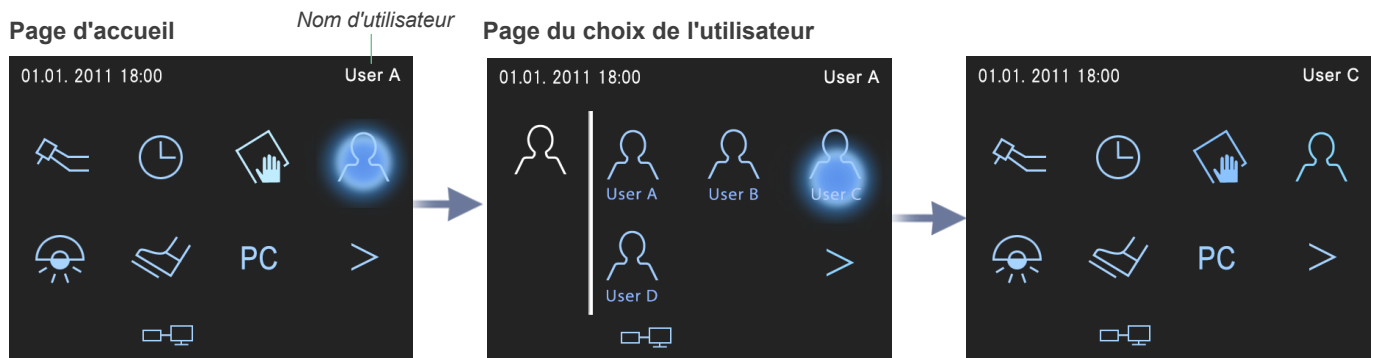 Nom d'utilisateur
Page d'accueil
Page du choix de l'utilisateur
01.01. 2011 18:00 User A
PC
>
01.01. 2011 18:00 User A
User A User B User C
User D
>
01.01. 2011 18:00 User C
PC
>